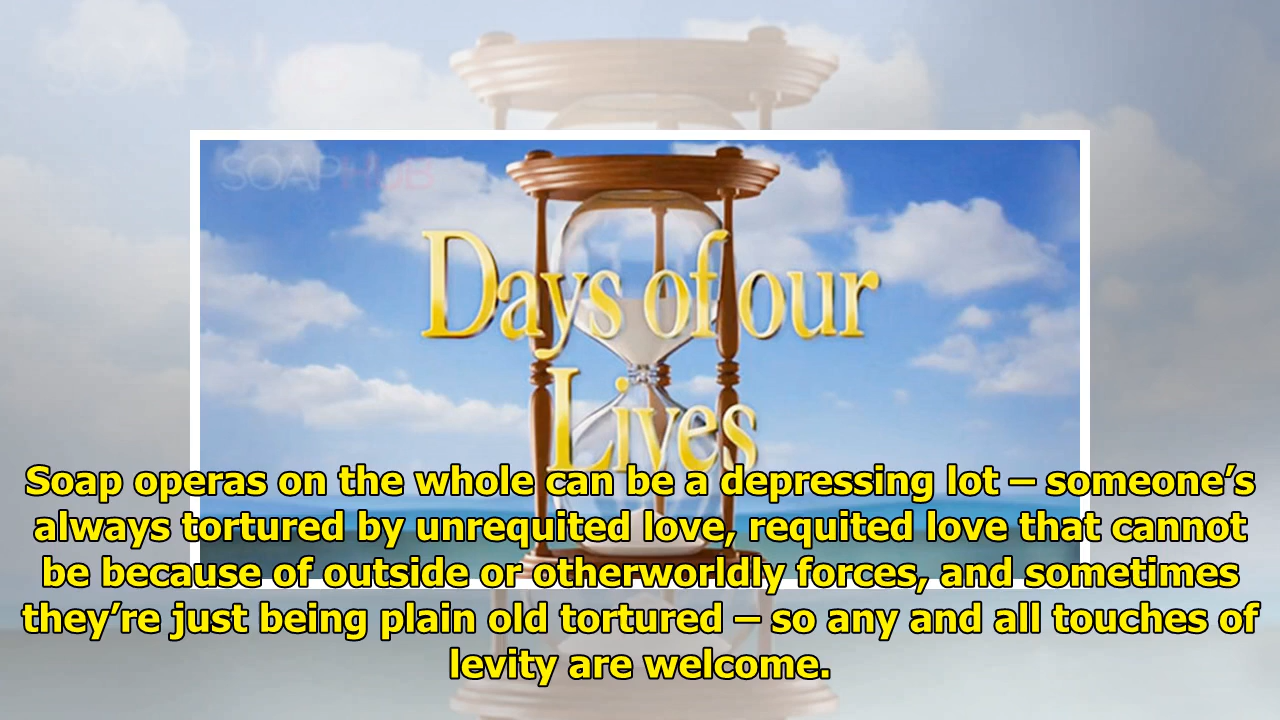 SOAPHUB
Days of our
Lives
Soap operas on the whole can be a depressing lot – someone’s
always tortured by unrequited love, requited love that cannot
be because of outside or otherworldly forces, and sometimes
they’re just being plain old tortured – so any and all touches of
levity are welcome.